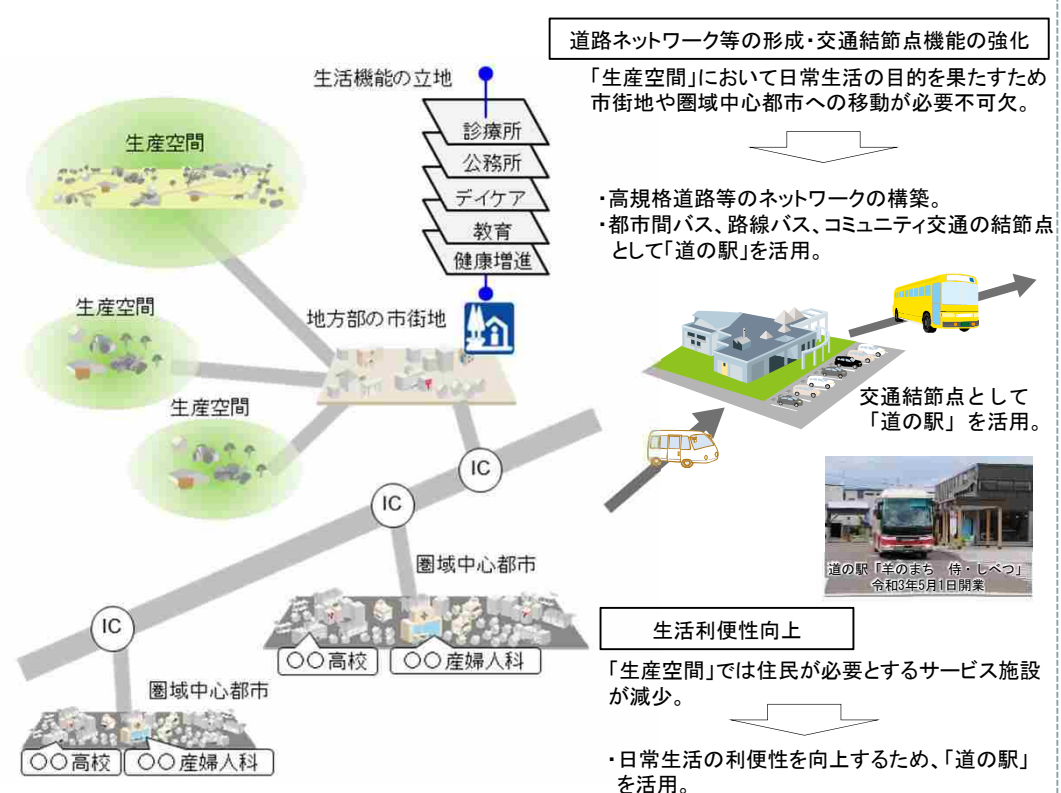 道路ネットワーク等の形成・交通結節点機能の強化
「生産空間」において日常生活の目的を果たすため
市街地や圏域中心都市への移動が必要不可欠。
・高規格道路等のネットワークの構築。
・都市間バス、路線バス、コミュニティ交通の結節点
として「道の駅」を活用。
交通結節点として
「道の駅」を活用。
道の駅「羊のまち 侍・しべつ」
令和3年5月1日開業
生活利便性向上
「生産空間」では住民が必要とするサービス施設
が減少。
・日常生活の利便性を向上するため、「道の駅」
を活用。
生活機能の立地
診療所
公務所
デイケア
教育
健康増進
生産空間
生産空間
生産空間
地方部の市街地
IC
IC
IC
圏域中心都市
〇〇高校
〇〇産婦人科
圏域中心都市
〇〇高校
〇〇産婦人科